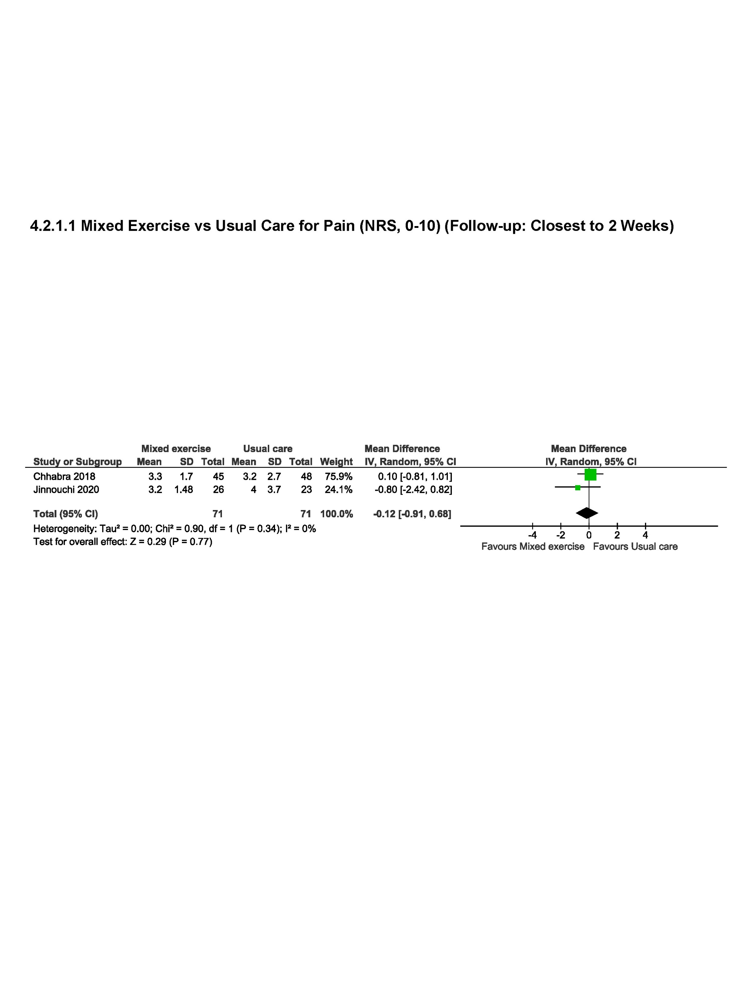 4.2.1.1 Mixed Exercise vs Usual Care for Pain (NRS, 0-10) (Follow-up: Closest to 2 Weeks)
Mixed exercise Usual care Mean Difference Mean Difference
Study or Subgroup Mean SD Total Mean SD Total Weight IV, Random, 95% CI IV, Random, 95% CI
Chhabra 2018 3.3 1.7 45 3.2 2.7 48 75.9% 0.10 [-0.81, 1.01]
Jinnouchi 2020 3.2 1.48 26 4 3.7 23 24.1% -0.80 [-2.42, 0.82]
Total (95% CI) 71 71 100.0% -0.12 [-0.91, 0.68]
Heterogeneity: Tau² = 0.00; Chi² = 0.90, df = 1 (P = 0.34); I² = 0%
Test for overall effect: Z = 0.29 (P = 0.77)
-4 -2 0 2 4
Favours Mixed exercise Favours Usual care